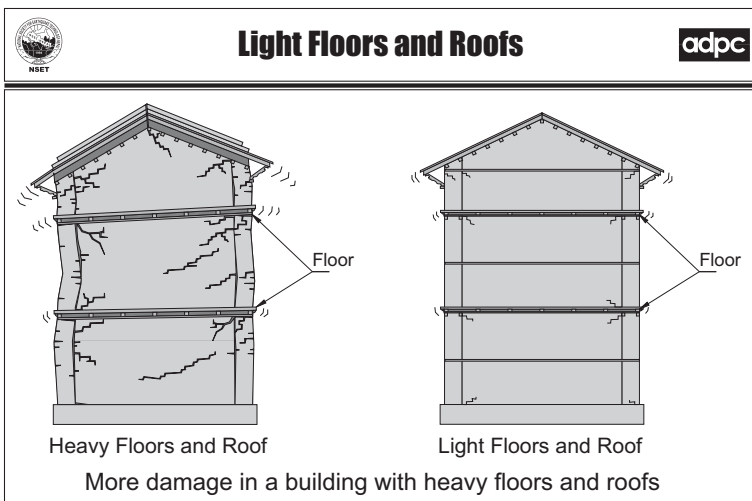 Light Floors and Roofs
NSET
adpc
Floor
Floor
Heavy Floors and Roof
Light Floors and Roof
More damage in a building with heavy floors and roofs